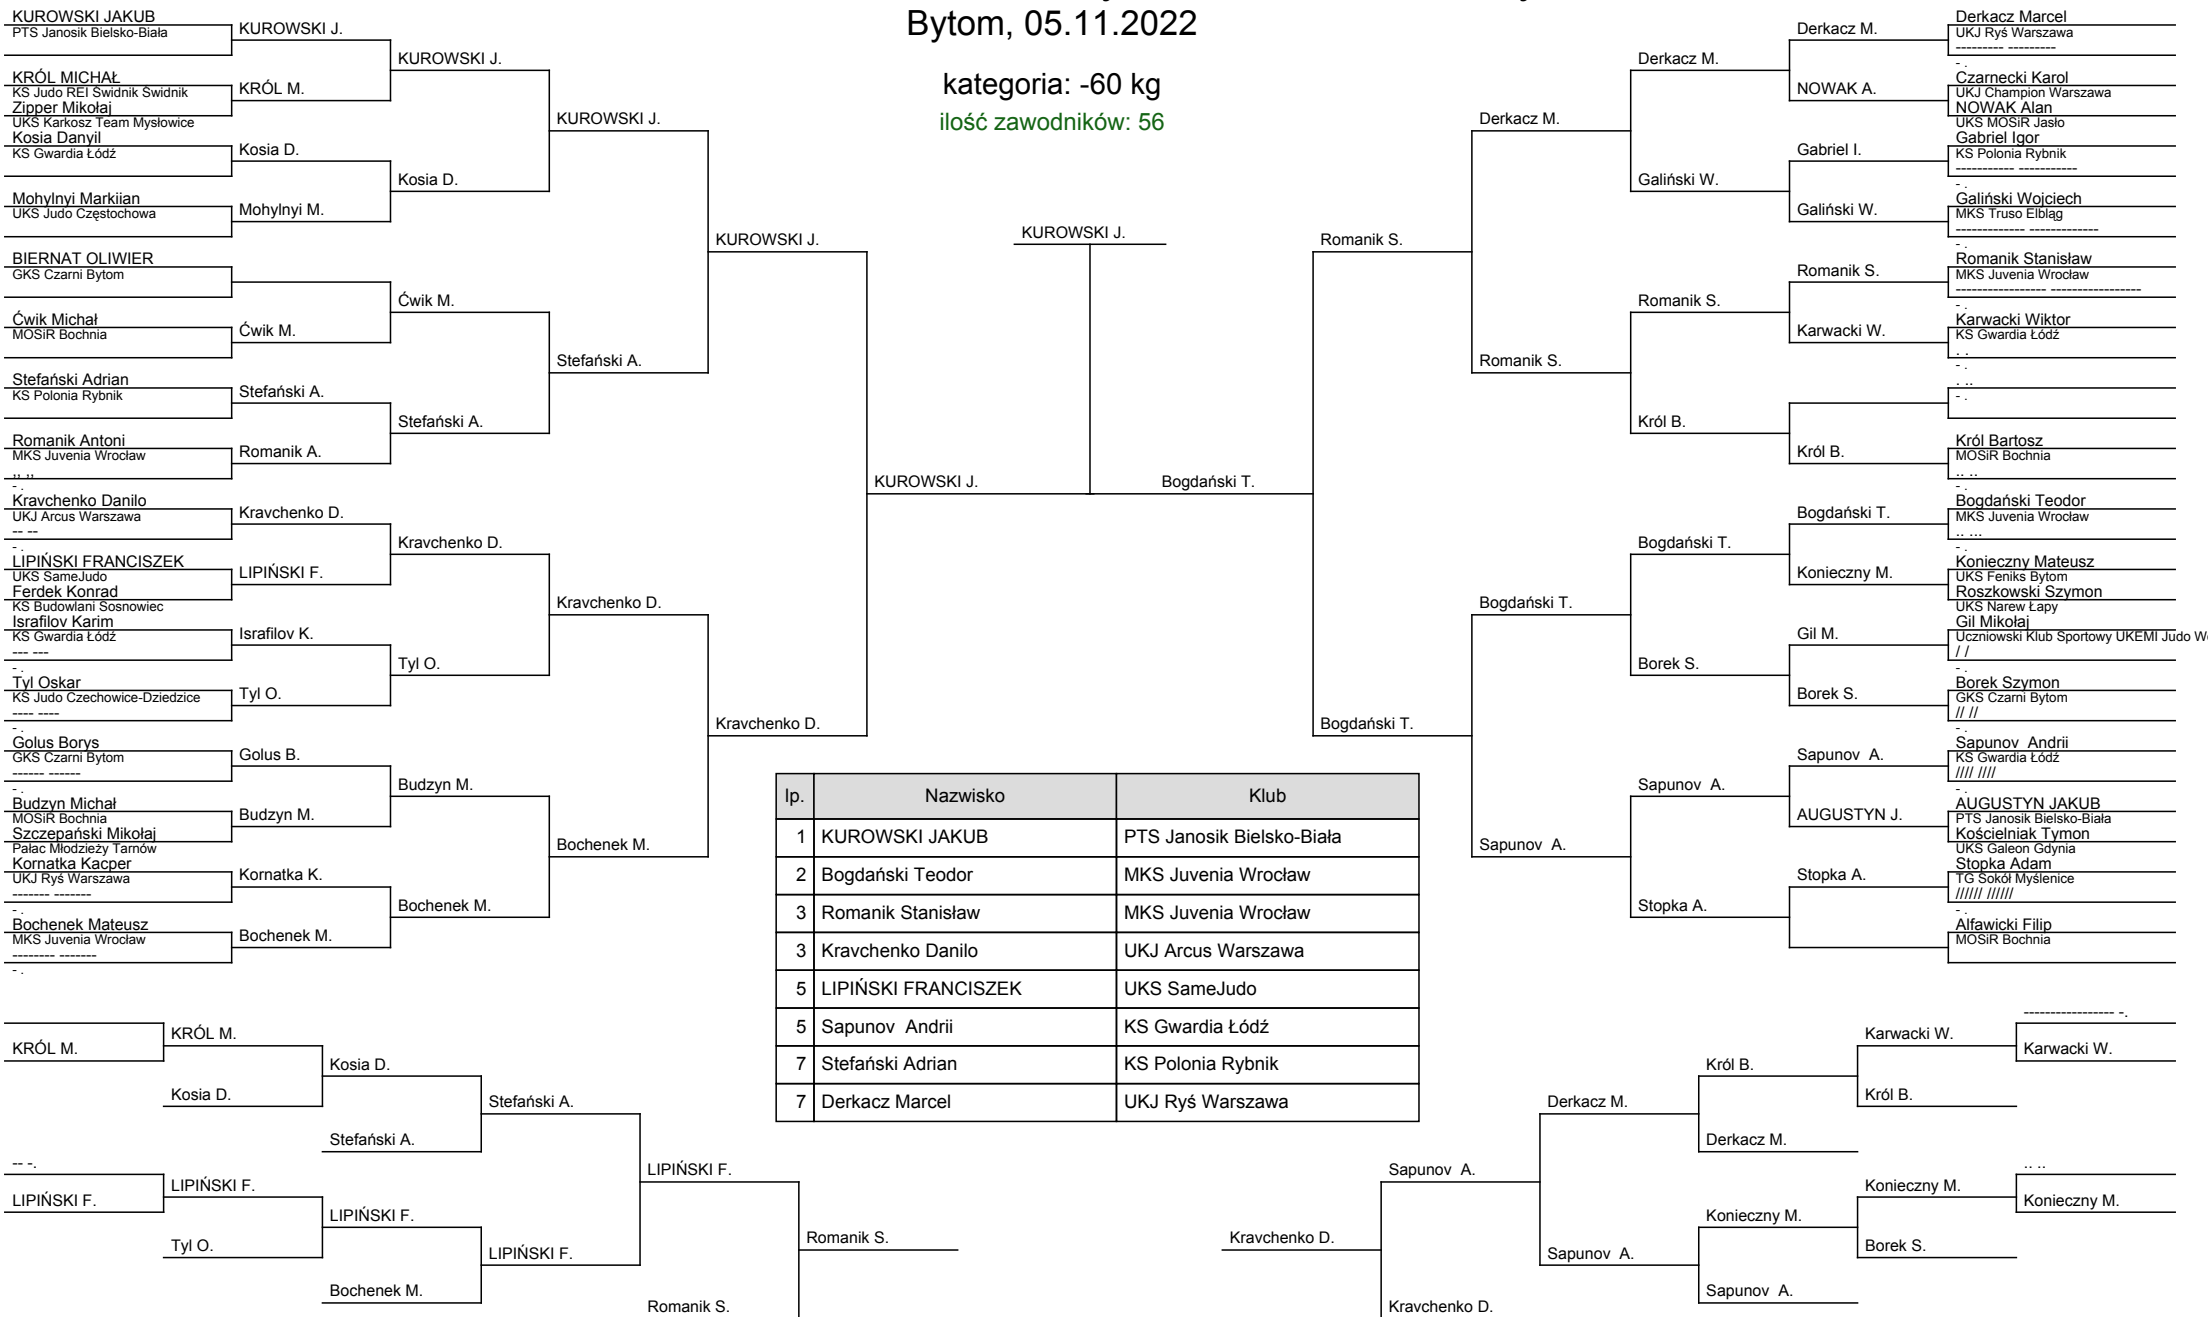 Bytom, 05.11.2022
kategoria: -60 kg
ilość zawodników: 56
KUROWSKI JAKUB
PTS Janosik Bielsko-Biała
KRÓL MICHAŁ
KS Judo REI Świdnik Świdnik
Zipper Mikołaj
UKS Karkosz Team Mysłowice
Kosia Danyil
KS Gwardia Łódź
Mohylnyi Markiian
UKS Judo Częstochowa
BIERNAT OLIWIER
GKS Czarni Bytom
Ćwik Michał
MOSiR Bochnia
Stefański Adrian
KS Polonia Rybnik
Romanik Antoni
MKS Juvenia Wrocław
,, ,,
- .
Kravchenko Danilo
UKJ Arcus Warszawa
-- --
- .
LIPIŃSKI FRANCISZEK
UKS SameJudo
Ferdek Konrad
KS Budowlani Sosnowiec
Israfilov Karim
KS Gwardia Łódź
--- ---
- .
Tyl Oskar
KS Judo Czechowice-Dziedzice
---- ----
- .
Golus Borys
GKS Czarni Bytom
------ ------
- .
Budzyn Michał
MOSiR Bochnia
Szczepański Mikołaj
Pałac Młodzieży Tarnów
Kornatka Kacper
UKJ Ryś Warszawa
------- -------
- .
Bochenek Mateusz
MKS Juvenia Wrocław
-------- -------
- .
KUROWSKI J.
KRÓL M.
Kosia D.
Mohylnyi M.
Ćwik M.
Stefański A.
Romanik A.
Kravchenko D.
LIPIŃSKI F.
Israfilov K.
Tyl O.
Golus B.
Budzyn M.
Kornatka K.
Bochenek M.
KUROWSKI J.
Kosia D.
Ćwik M.
Stefański A.
Kravchenko D.
Tyl O.
Budzyn M.
Bochenek M.
KUROWSKI J.
Stefański A.
Kravchenko D.
Bochenek M.
KUROWSKI J.
Kravchenko D.
KUROWSKI J.
KUROWSKI J.
Bogdański T.
Romanik S.
Bogdański T.
Derkacz M.
Romanik S.
Bogdański T.
Sapunov A.
Derkacz M.
Galiński W.
Romanik S.
Król B.
Bogdański T.
Borek S.
Sapunov A.
Stopka A.
Derkacz M.
NOWAK A.
Gabriel I.
Galiński W.
Romanik S.
Karwacki W.
Król B.
Bogdański T.
Konieczny M.
Gil M.
Borek S.
Sapunov A.
AUGUSTYN J.
Stopka A.
Derkacz Marcel
UKJ Ryś Warszawa
--------- ---------
- .
Czarnecki Karol
UKJ Champion Warszawa
NOWAK Alan
UKS MOSiR Jasło
Gabriel Igor
KS Polonia Rybnik
----------- -----------
- .
Galiński Wojciech
MKS Truso Elbląg
------------- -------------
- .
Romanik Stanisław
MKS Juvenia Wrocław
----------------- -----------------
- .
Karwacki Wiktor
KS Gwardia Łódź
. .
- .
. ..
- .
Król Bartosz
MOSiR Bochnia
.. ..
- .
Bogdański Teodor
MKS Juvenia Wrocław
.. ...
- .
Konieczny Mateusz
UKS Feniks Bytom
Roszkowski Szymon
UKS Narew Łapy
Gil Mikołaj
Uczniowski Klub Sportowy UKEMI Judo
/ /
- .
Borek Szymon
GKS Czarni Bytom
// //
- .
Sapunov Andrii
KS Gwardia Łódź
//// ////
- .
AUGUSTYN JAKUB
PTS Janosik Bielsko-Biała
Kościelniak Tymon
UKS Galeon Gdynia
Stopka Adam
TG Sokół Myślenice
////// //////
- .
Alfawicki Filip
MOSiR Bochnia
lp. Nazwisko Klub
1 KUROWSKI JAKUB PTS Janosik Bielsko-Biała
2 Bogdański Teodor MKS Juvenia Wrocław
3 Romanik Stanisław MKS Juvenia Wrocław
3 Kravchenko Danilo UKJ Arcus Warszawa
5 LIPIŃSKI FRANCISZEK UKS SameJudo
5 Sapunov Andrii KS Gwardia Łódź
7 Stefański Adrian KS Polonia Rybnik
7 Derkacz Marcel UKJ Ryś Warszawa
KRÓL M.
-- -.
LIPIŃSKI F.
KRÓL M.
Kosia D.
LIPIŃSKI F.
Tyl O.
Kosia D.
Stefański A.
LIPIŃSKI F.
Bochenek M.
Stefański A.
LIPIŃSKI F.
LIPIŃSKI F.
Romanik S.
Romanik S.
Kravchenko D.
Sapunov A.
Kravchenko D.
Derkacz M.
Sapunov A.
Król B.
Derkacz M.
Konieczny M.
Sapunov A.
Karwacki W.
Król B.
Konieczny M.
Borek S.
----------------- -.
Karwacki W.
.. ..
Konieczny M.